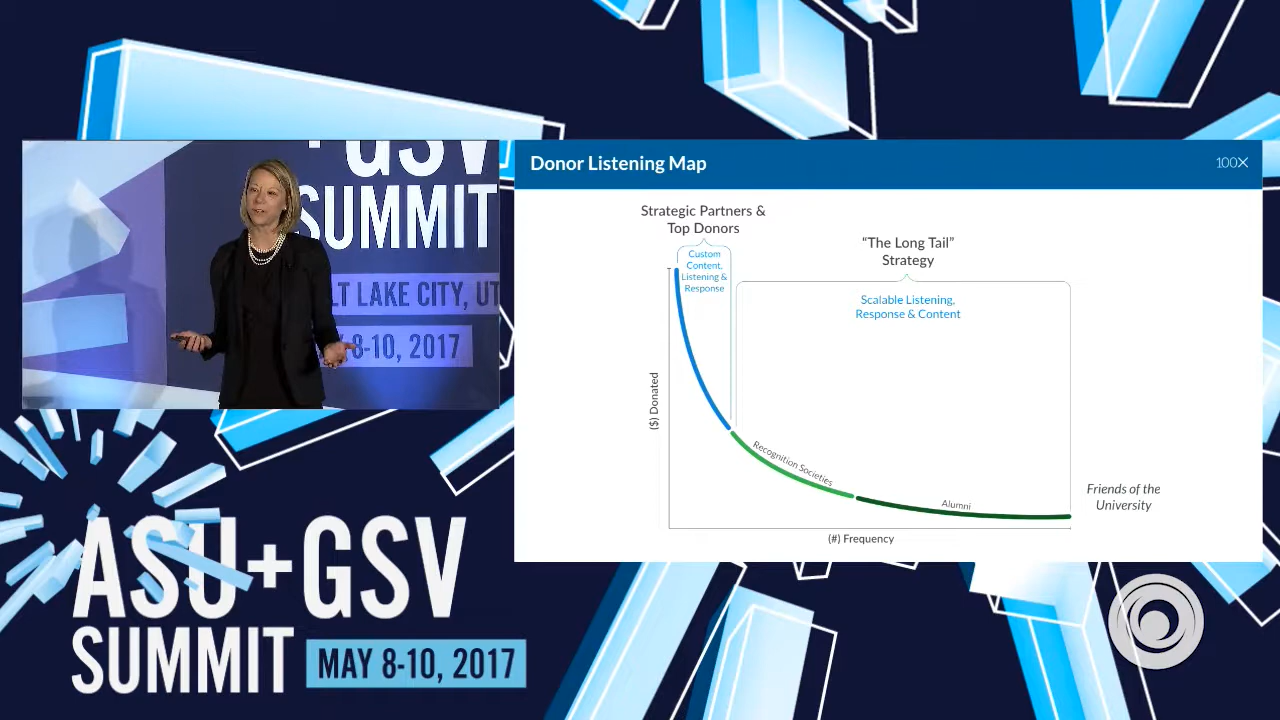 +GSV
SUMMIT
LT LAKE CITY, UT
8-10, 2017
Donor Listening Map
100X
Strategic Partners &
Top Donors
Custom
Content,
Listening &
Response
“The Long Tail”
Strategy
Scalable Listening,
Response & Content
($) Donated
Recognition Societies
Alumni
Friends of the
University
(#) Frequency
ASU+GSV
SUMMIT
MAY 8-10, 2017